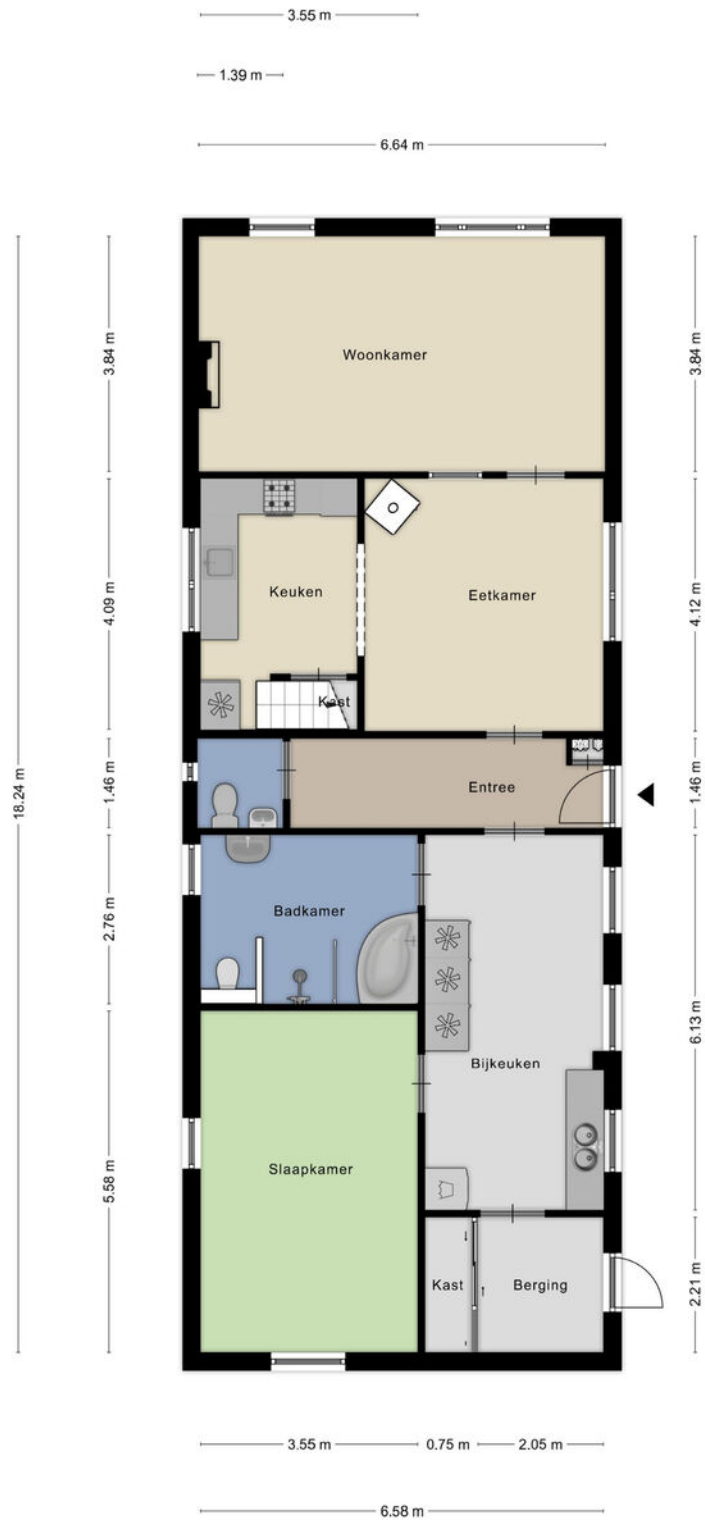 3.55 m
1.39 m
6.64 m
Woonkamer
3.84 m
3.84 m
Keuken
Eetkamer
4.09 m
4.12 m
Kast
18.24 m
1.46 m
Entree
1.46 m
Badkamer
2.76 m
6.13 m
Bijkeuken
Slaapkamer
5.58 m
Kast
Berging
2.21 m
3.55 m
0.75 m
2.05 m
6.58 m